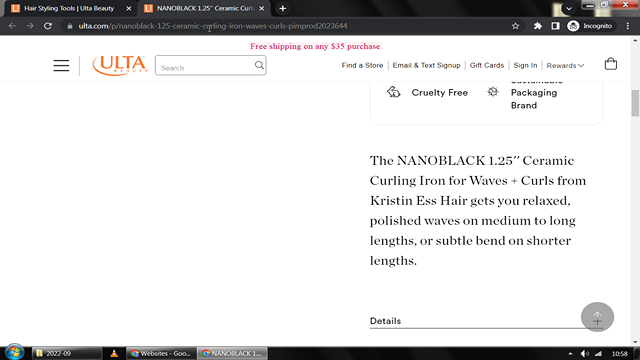 Hair Styling Tools | Ulta Beauty
NANOBLACK 1.25'' Ceramic Curl
ulta.com/p/nanoblack-125-ceramic-curling-iron-waves-curls-pimprod2023644
Incognito
Free shipping on any $35 purchase
ULTA
BEAUTY
Search
Find a Store
Email & Text Signup
Gift Cards
Sign In
Rewards
Cruelty Free
Sustainable
Packaging
Brand
The NANOBLACK 1.25'' Ceramic
Curling Iron for Waves + Curls from
Kristin Ess Hair gets you relaxed,
polished waves on medium to long
lengths, or subtle bend on shorter
lengths.
Details
2022-09
Websites - Goo...
NANOBLACK 1....
10:58